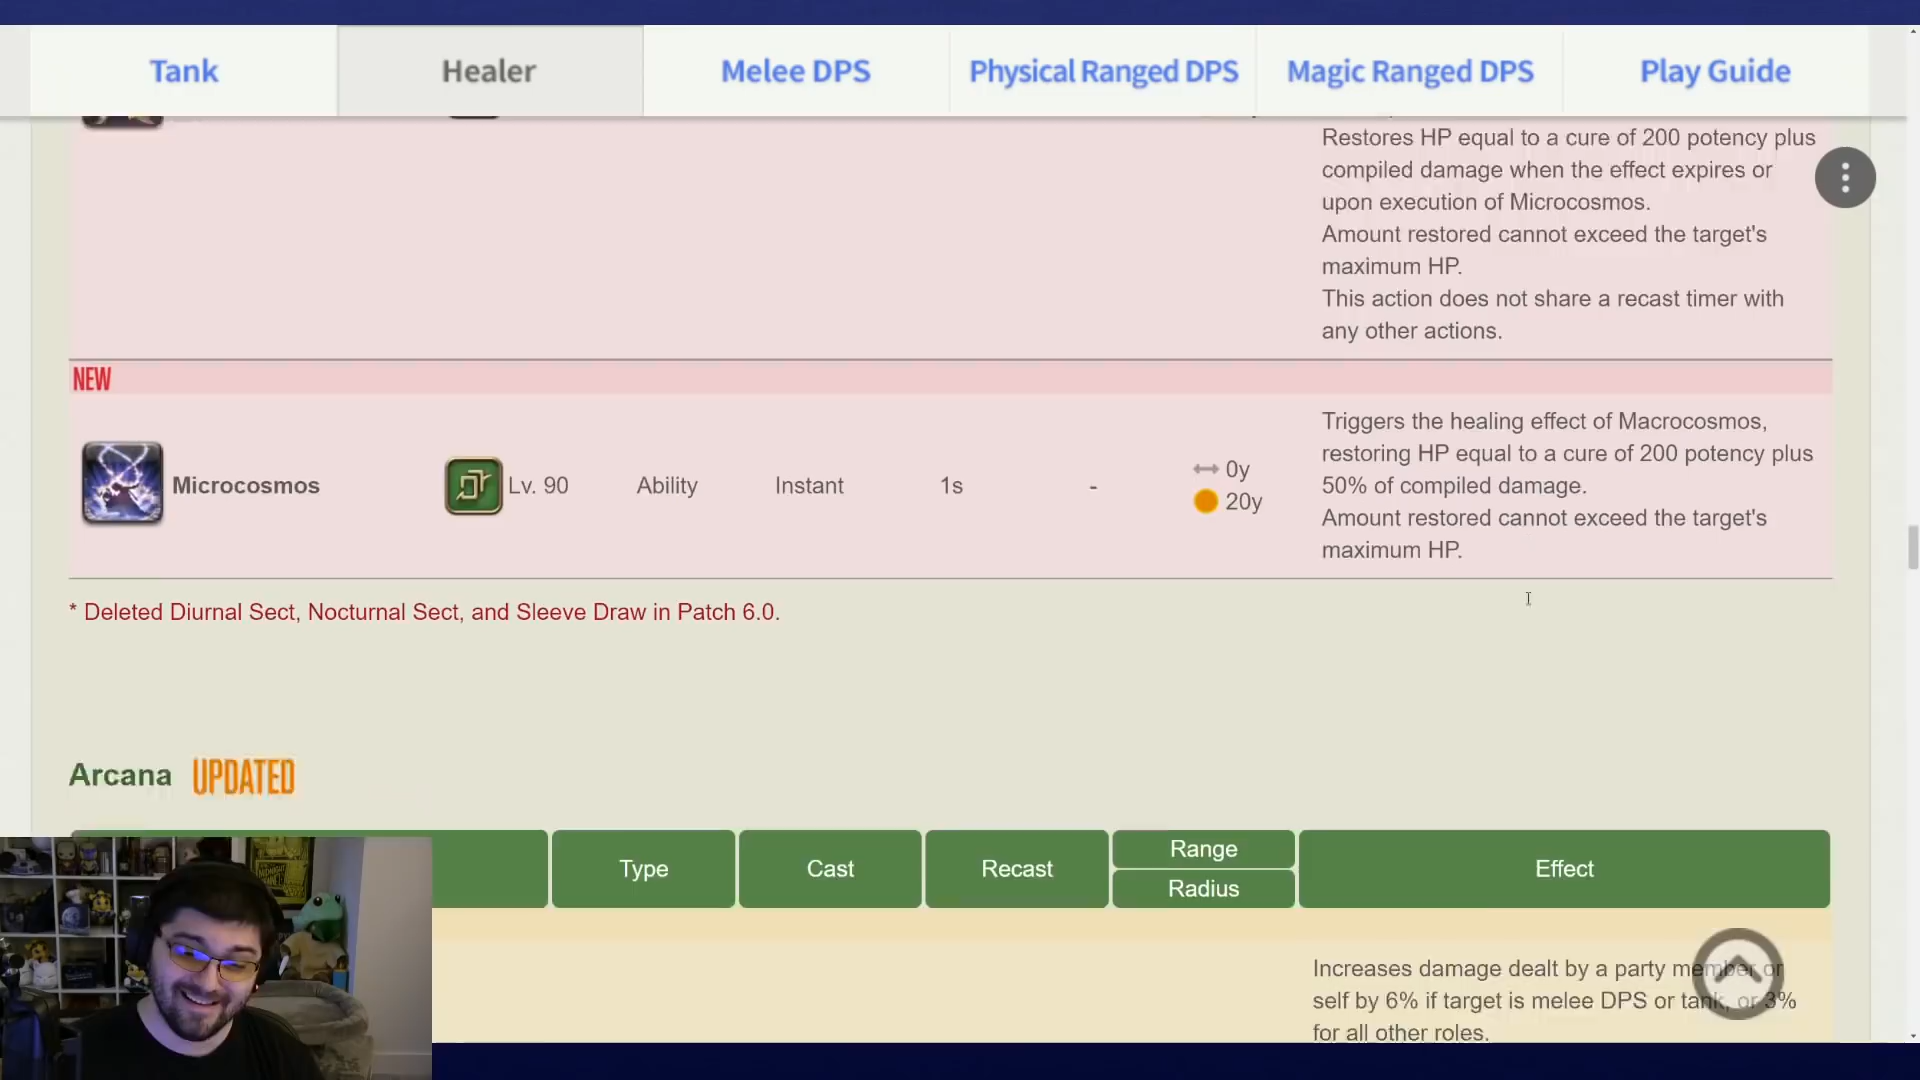 Tank
Healer
Melee DPS
Physical Ranged DPS
Magic Ranged DPS
Play Guide
Restores HP equal to a cure of 200 potency plus
compiled damage when the effect expires or
upon execution of Microcosmos.
Amount restored cannot exceed the target's
maximum HP.
This action does not share a recast timer with
any other actions.
NEW
Microcosmos
Lv. 90
Ability
Instant
1s
-
0y
20y
Triggers the healing effect of Macrocosmos,
restoring HP equal to a cure of 200 potency plus
50% of compiled damage.
Amount restored cannot exceed the target's
maximum HP.
* Deleted Diurnal Sect, Nocturnal Sect, and Sleeve Draw in Patch 6.0.
Arcana UPDATED
Type
Cast
Recast
Range
Radius
Effect
Increases damage dealt by a party member or
self by 6% if target is melee DPS or tank, or 3%
for all other roles.